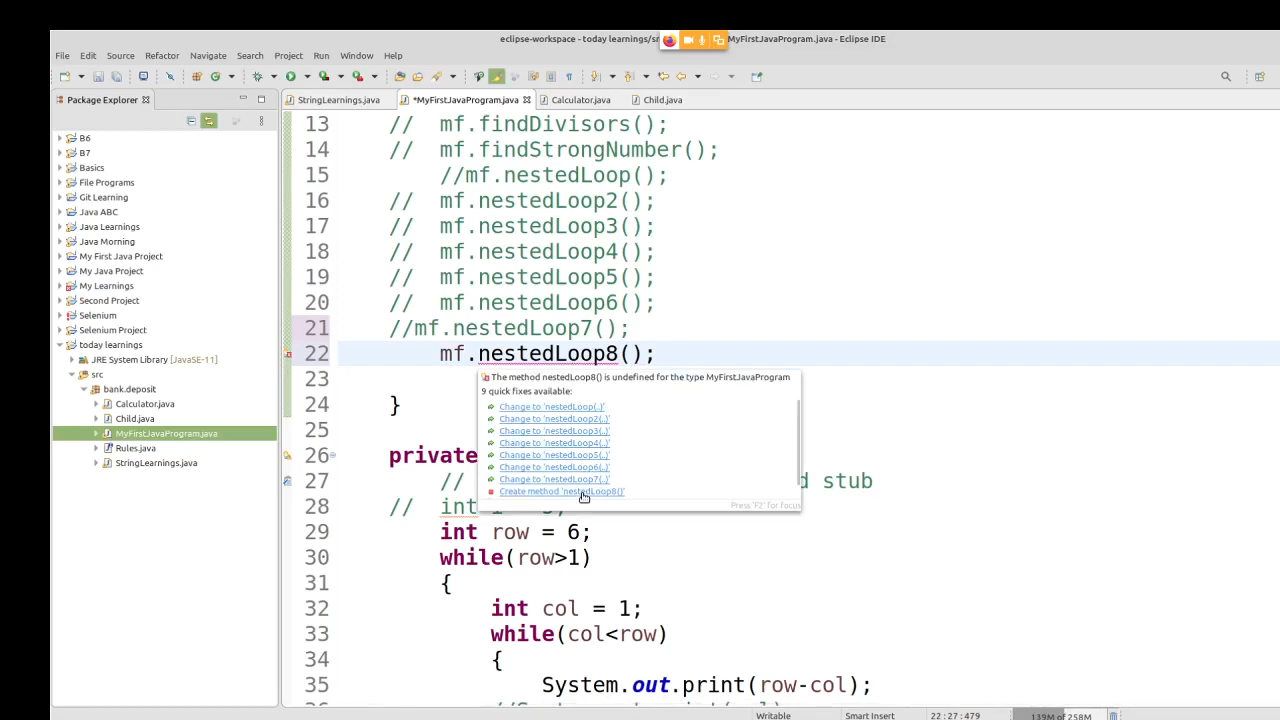 eclipse-workspace - today learnings/sr MyFirstJavaProgram.java - Eclipse IDE
File Edit Source Refactor Navigate Search Project Run Window Help
Package Explorer
StringLearnings.java *MyFirstJavaProgram.java Calculator.java Child.java
B6
B7
Basics
File Programs
Git Learning
Java ABC
Java Learnings
Java Morning
My First Java Project
My Java Project
My Learnings
Second Project
Selenium
Selenium Project
today learnings
JRE System Library [JavaSE-11]
src
bank.deposit
Calculator.java
Child.java
MyFirstJavaProgram.java
Rules.java
StringLearnings.java
13 // mf.findDivisors();
14 // mf.findStrongNumber();
15 //mf.nestedLoop();
16 // mf.nestedLoop2();
17 // mf.nestedLoop3();
18 // mf.nestedLoop4();
19 // mf.nestedLoop5();
20 // mf.nestedLoop6();
21 //mf.nestedLoop7();
22 mf.nestedLoop8();
23
24 }
25
26 private
27 // d stub
28 // int
29 int row = 6;
30 while(row>1)
31 {
32 int col = 1;
33 while(col<row)
34 {
35 System.out.print(row-col);
The method nestedLoop8() is undefined for the type MyFirstJavaProgram
9 quick fixes available:
Change to 'nestedLoop(..)'
Change to 'nestedLoop2(..)'
Change to 'nestedLoop3(..)'
Change to 'nestedLoop4(..)'
Change to 'nestedLoop5(..)'
Change to 'nestedLoop6(..)'
Change to 'nestedLoop7(..)'
Create method 'nestedLoop8()'
Press 'F2' for focus
Writable Smart Insert 22:27:479 139M of 258M